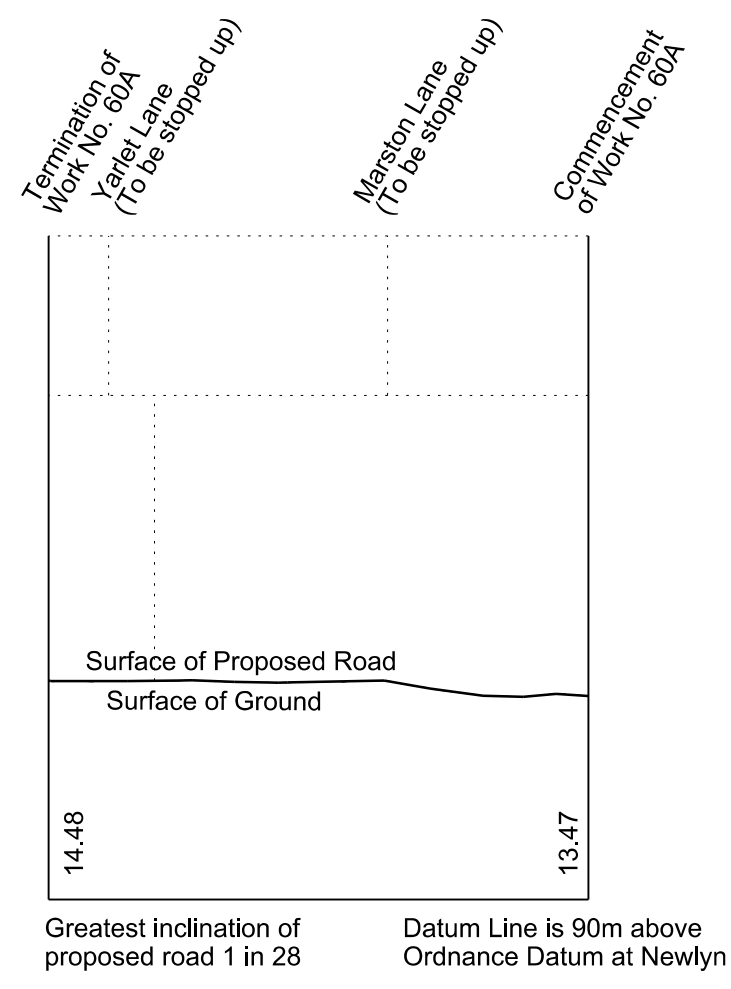 Termination of
Work No. 60A
Yarlet Lane
(To be stopped up)
Marston Lane
(To be stopped up)
Commencement
of Work No. 60A
Surface of Proposed Road
Surface of Ground
14.48
13.47
Greatest inclination of
proposed road 1 in 28
Datum Line is 90m above
Ordnance Datum at Newlyn